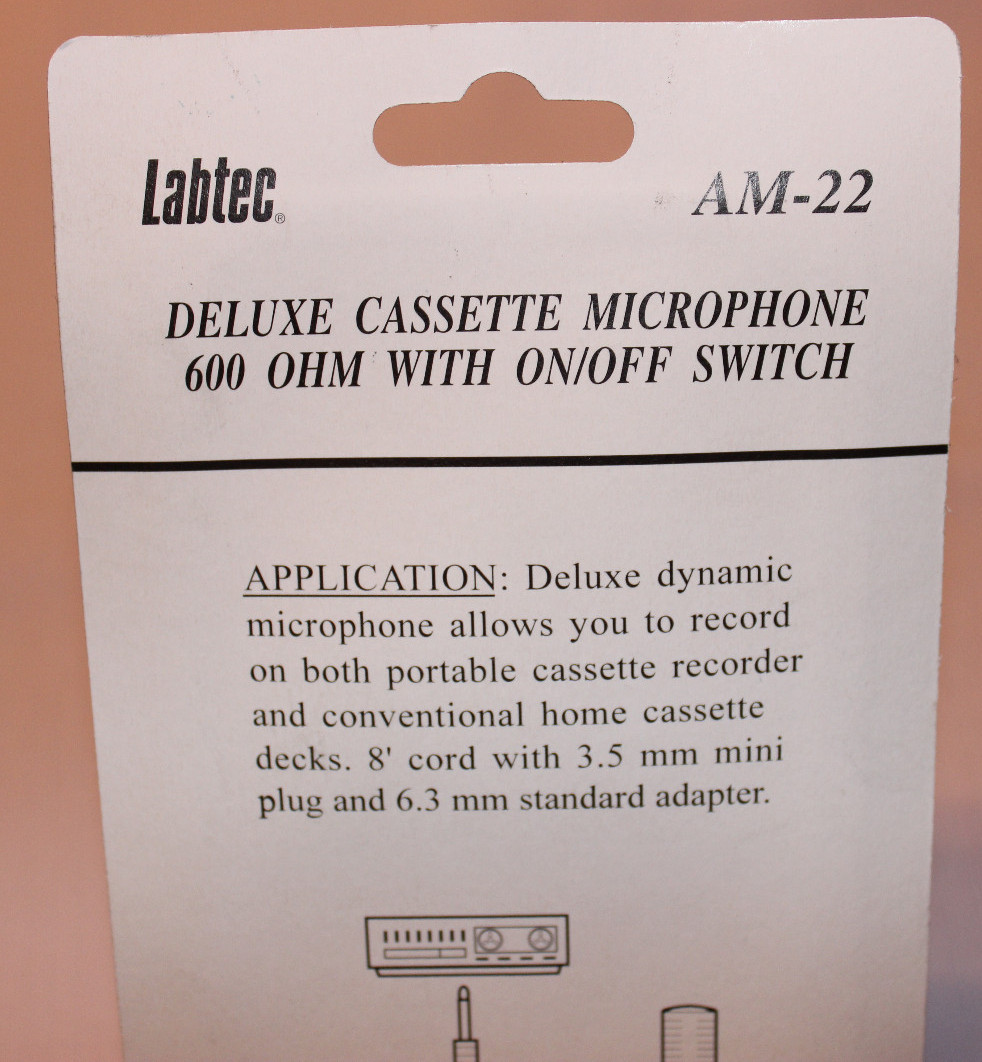 Labtec®
AM-22
DELUXE CASSETTE MICROPHONE
600 OHM WITH ON/OFF SWITCH
APPLICATION: Deluxe dynamic
microphone allows you to record
on both portable cassette recorder
and conventional home cassette
decks. 8' cord with 3.5 mm mini
plug and 6.3 mm standard adapter.